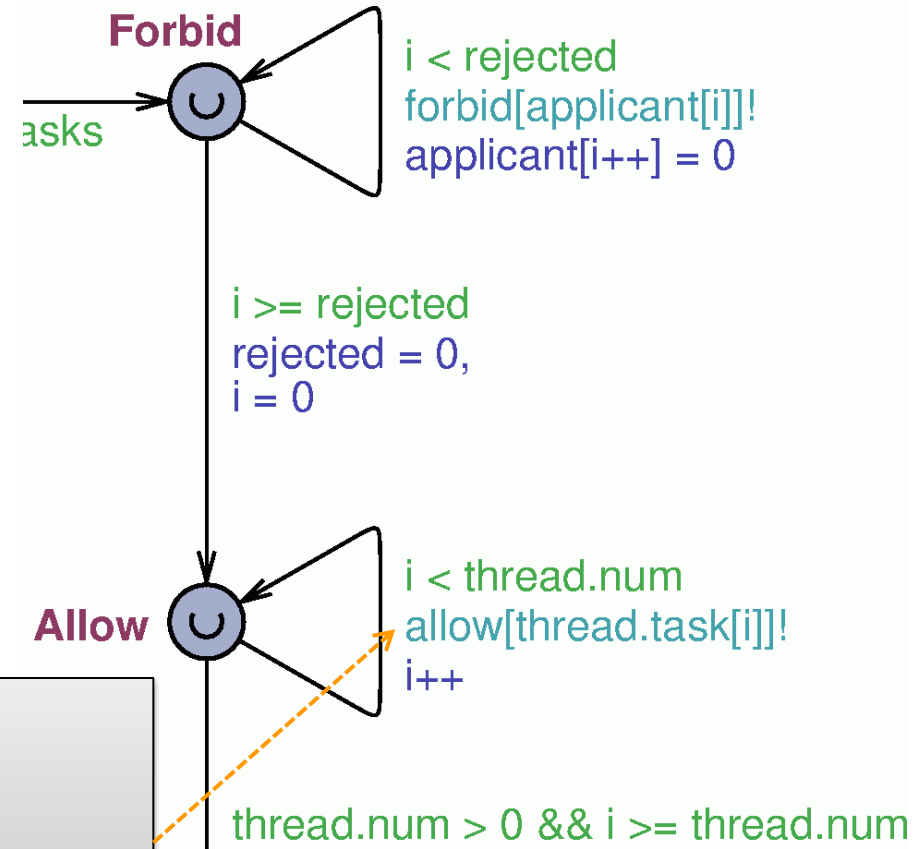 Forbid
i < rejected
forbid[applicant[i]]!
applicant[i++] = 0
asks
i >= rejected
rejected = 0,
i = 0
Allow
i < thread.num
allow[thread.task[i]]!
i++
thread.num > 0 && i >= thread.num